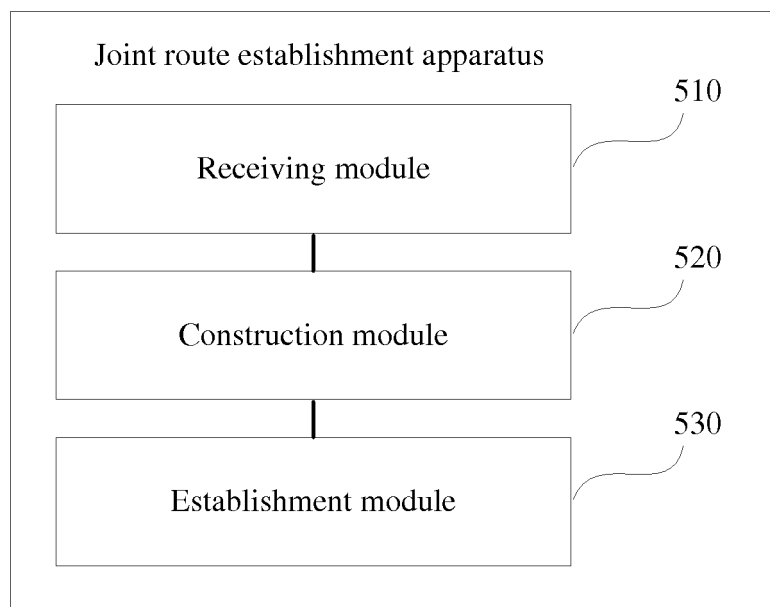 Joint route establishment apparatus
510
Receiving module
520
Construction module
530
Establishment module